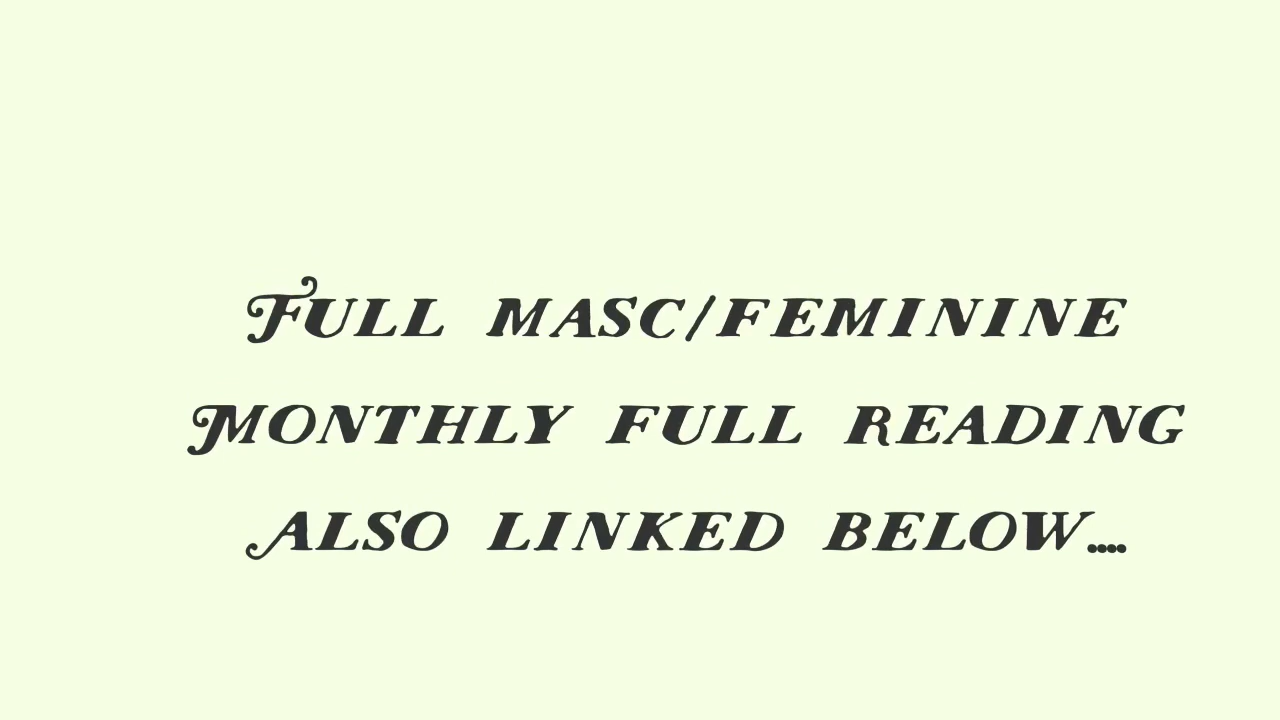 Full masc/feminine
Monthly full reading
Also linked below....